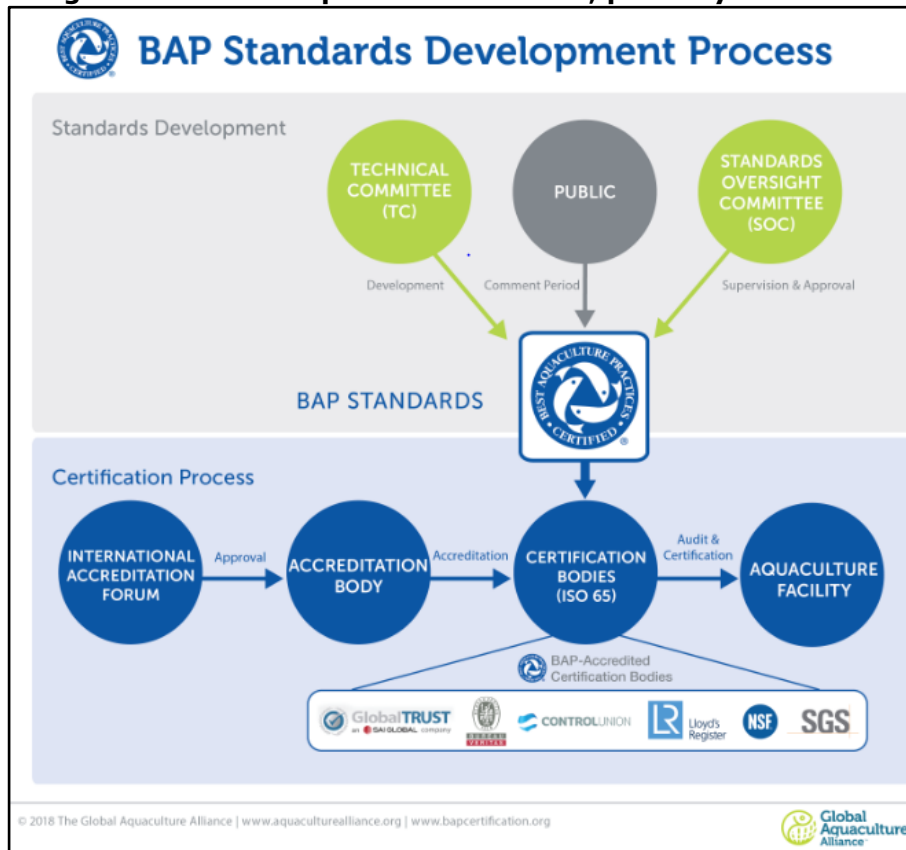 BAP Standards Development Process
Standards Development
TECHNICAL
COMMITTEE
(TC)
PUBLIC
STANDARDS
OVERSIGHT
COMMITTEE
(SOC)
Development
Comment Period
Supervision & Approval
BAP STANDARDS
BEST AQUACULTURE PRACTICES
CERTIFIED
Certification Process
INTERNATIONAL
ACCREDITATION
FORUM
Approval
ACCREDITATION
BODY
Accreditation
CERTIFICATION
BODIES
(ISO 65)
Audit &
Certification
AQUACULTURE
FACILITY
BAP-Accredited
Certification Bodies
GlobalTRUST
an SAI GLOBAL company
BUREAU
VERITAS
CONTROLUNION
LR
Lloyd's
Register
NSF
SGS
© 2018 The Global Aquaculture Alliance | www.aquaculturealliance.org | www.bapcertification.org
Global
Aquaculture
Alliance